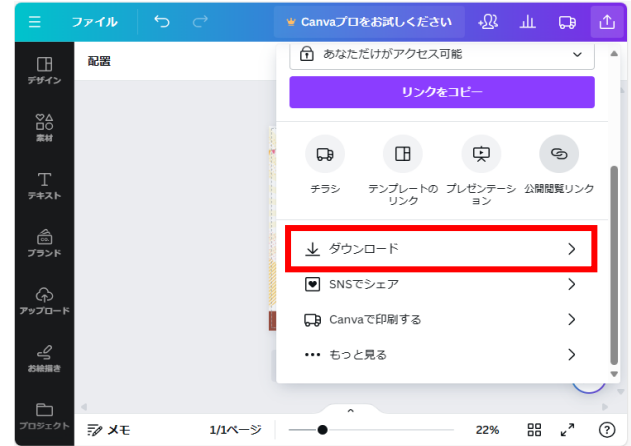 ファイル
Canvaプロをお試しください
デザイン
素材
テキスト
CO.
ブランド
アップロード
お絵描き
プロジェクト
配置
あなただけがアクセス可能
リンクをコピー
チラシ
テンプレートの
リンク
プレゼンテーシ
ョン
公開閲覧リンク
ダウンロード
SNSでシェア
Canvaで印刷する
もっと見る
メモ
1/1ページ
22%
?